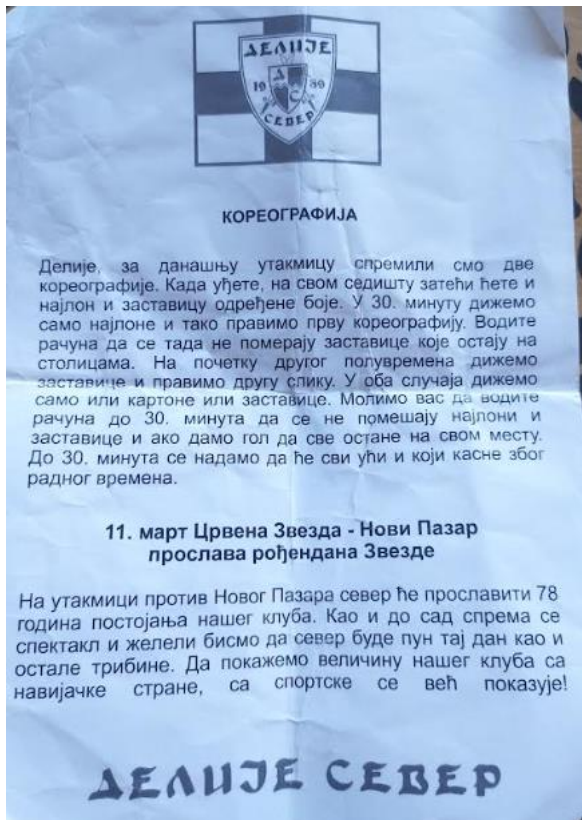 ДЕЛИЈЕ
Д
19 89
С
СЕВЕР
КОРЕОГРАФИЈА
Делије, за данашњу утакмицу спремили смо две
кореографије. Када уђете, на свом седишту затећи ћете и
најлон и заставицу одређене боје. У 30. минуту дижемо
само најлоне и тако правимо прву кореографију. Водите
рачуна да се тада не померају заставице које остају на
столицама. На почетку другог полувремена дижемо
заставице и правимо другу слику. У оба случаја дижемо
само или картоне или заставице. Молимо вас да водите
рачуна до 30. минута да се не помешају најлони и
заставице и ако дамо гол да све остане на свом месту.
До 30. минута се надамо да ће сви ући и који касне због
радног времена.
11. март Црвена Звезда - Нови Пазар
прослава рођендана Звезде
На утакмици против Новог Пазара север ће прославити 78
година постојања нашег клуба. Као и до сад спрема се
спектакл и желели бисмо да север буде пун тај дан као и
остале трибине. Да покажемо величину нашег клуба са
навијачке стране, са спортске се већ показује!
ДЕЛИЈЕ СЕВЕР